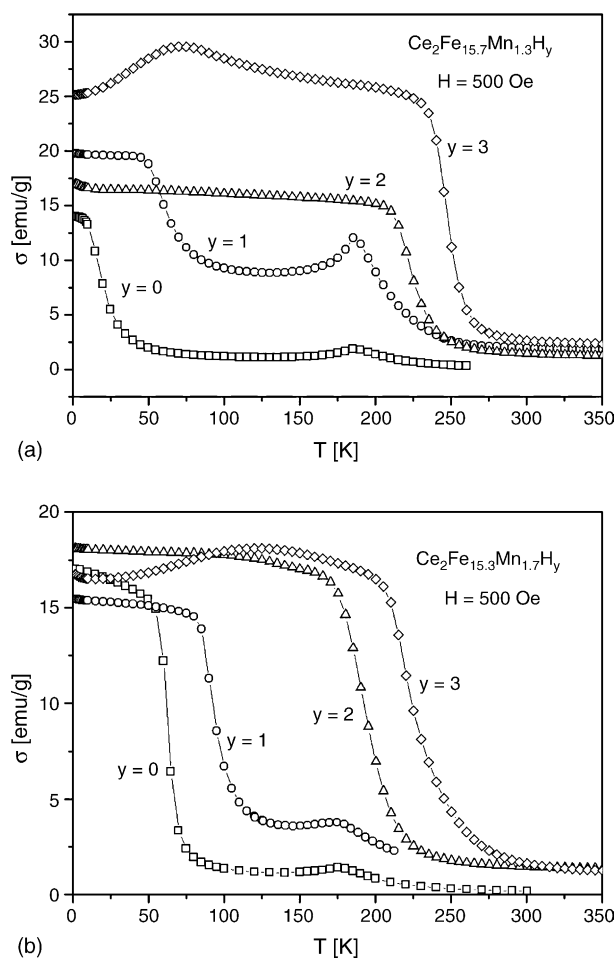 Ce2Fe15.7Mn1.3Hy
H = 500 Oe
y = 3
y = 2
y = 1
y = 0
σ [emu/g]
30
25
20
15
10
5
0
0 50 100 150 200 250 300 350
T [K]
(a)
Ce2Fe15.3Mn1.7Hy
H = 500 Oe
y = 3
y = 2
y = 1
y = 0
σ [emu/g]
20
15
10
5
0
0 50 100 150 200 250 300 350
T [K]
(b)